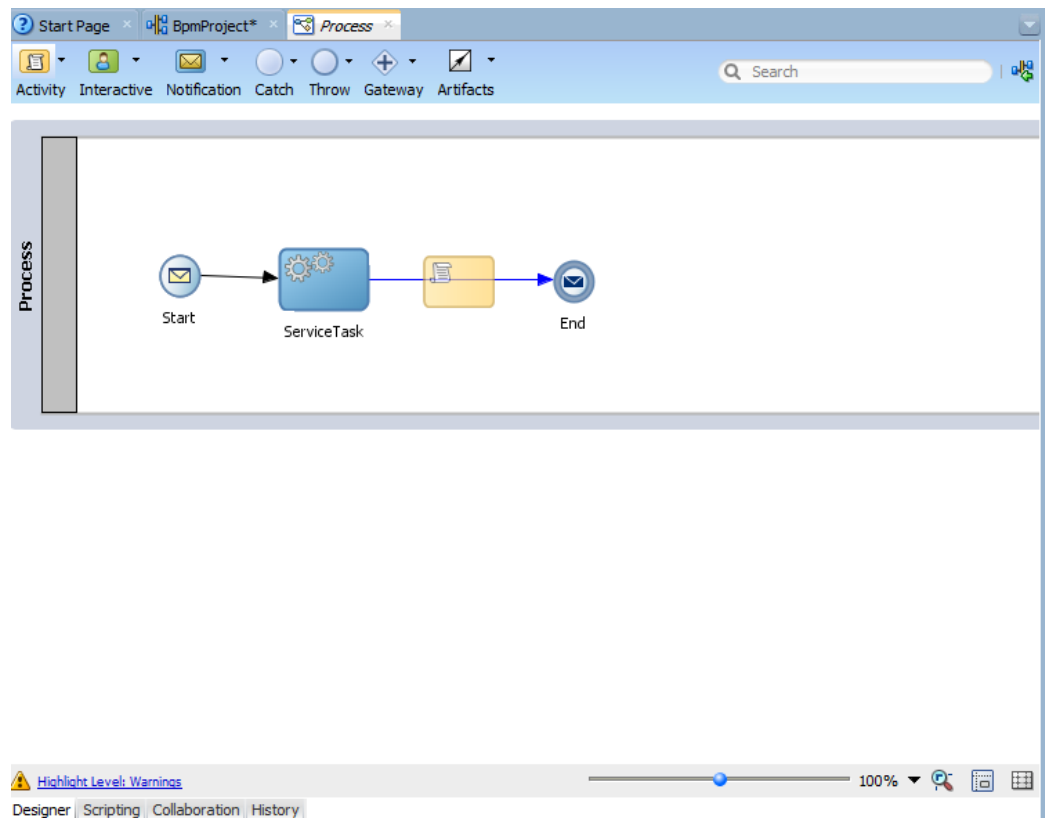 Start Page BpmProject* Process
Search
Activity Interactive Notification Catch Throw Gateway Artifacts
Process
Start
ServiceTask
End
Highlight Level: Warnings
100%
Designer Scripting Collaboration History